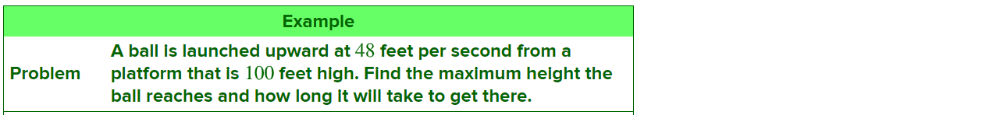 Example
Problem
A ball is launched upward at 48 feet per second from a
platform that is 100 feet high. Find the maximum height the
ball reaches and how long it will take to get there.